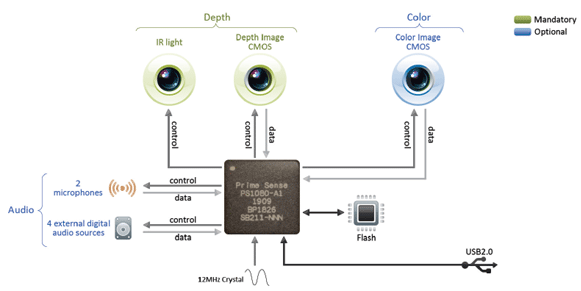 Depth
Color
Mandatory
Optional
IR light
Depth Image
CMOS
Color Image
CMOS
control
control
data
control
data
2
microphones
control
data
Audio
4 external digital
audio sources
control
data
Prime Sense
PS1080-A1
1909
BP1826
SB211-NNN
Flash
USB2.0
12MHz Crystal